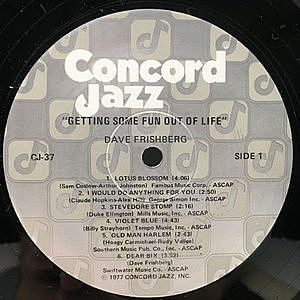 Concord
Jazz
"GETTING SOME FUN OUT OF LIFE"
DAVE FRISHBERG
CJ-37
SIDE 1
1. LOTUS BLOSSOM (4:06)
(Sam Coslow-Arthur Johnston) Famous Music Corp. - ASCAP
2. I WOULD DO ANYTHING FOR YOU (2:50)
(Claude Hopkins-Alex Hill) George Simon Inc. - ASCAP
3. STEVEDORE STOMP (2:16)
(Duke Ellington) Mills Music, Inc. - ASCAP
4. VIOLET BLUE (2:43)
(Billy Strayhorn) Tempo Music, Inc. - ASCAP
5. OLD MAN HARLEM (2:43)
(Hoagy Carmichael-Rudy Vallee)
Southern Music Pub. Co., Inc. - ASCAP
6. DEAR BIX (3:52)
(Dave Frishberg)
Swiftwater Music Co. - ASCAP
℗ 1977 CONCORD JAZZ, INC.